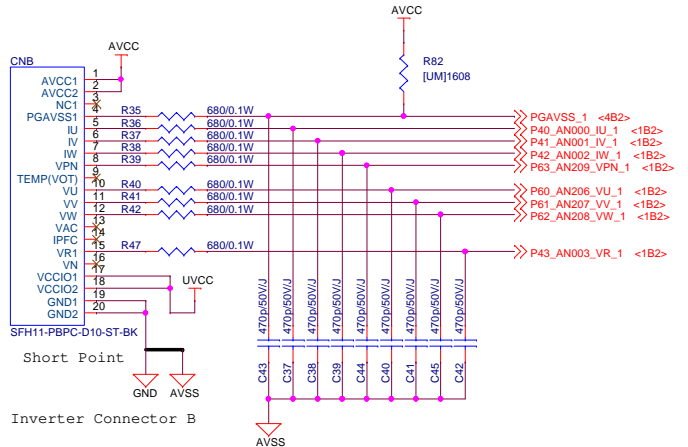 AVCC
AVCC
CNB
R82
[UM]1608
AVCC1 1
AVCC2 2
NC1 3
PGAVSS1 4 R35 680/0.1W PGAVSS_1 <4B2>
IU 5 R36 680/0.1W P40_AN000_IU_1 <1B2>
IV 6 R37 680/0.1W P41_AN001_IV_1 <1B2>
IW 7 R38 680/0.1W P42_AN002_IW_1 <1B2>
VPN 8 R39 680/0.1W P63_AN209_VPN_1 <1B2>
TEMP(VOT) 9
VU 10 R40 680/0.1W P60_AN206_VU_1 <1B2>
VV 11 R41 680/0.1W P61_AN207_VV_1 <1B2>
VW 12 R42 680/0.1W P62_AN208_VW_1 <1B2>
VAC 13
IPFC 14
VR1 15 R47 680/0.1W P43_AN003_VR_1 <1B2>
VN 16
VCCIO1 17
VCCIO2 18 UVCC
GND1 19
GND2 20
SFH11-PBPC-D10-ST-BK
470p/50V/J 470p/50V/J 470p/50V/J 470p/50V/J 470p/50V/J 470p/50V/J 470p/50V/J 470p/50V/J 470p/50V/J
C43 C37 C38 C39 C44 C40 C41 C45 C42
Short Point
GND AVSS
Inverter Connector B
AVSS